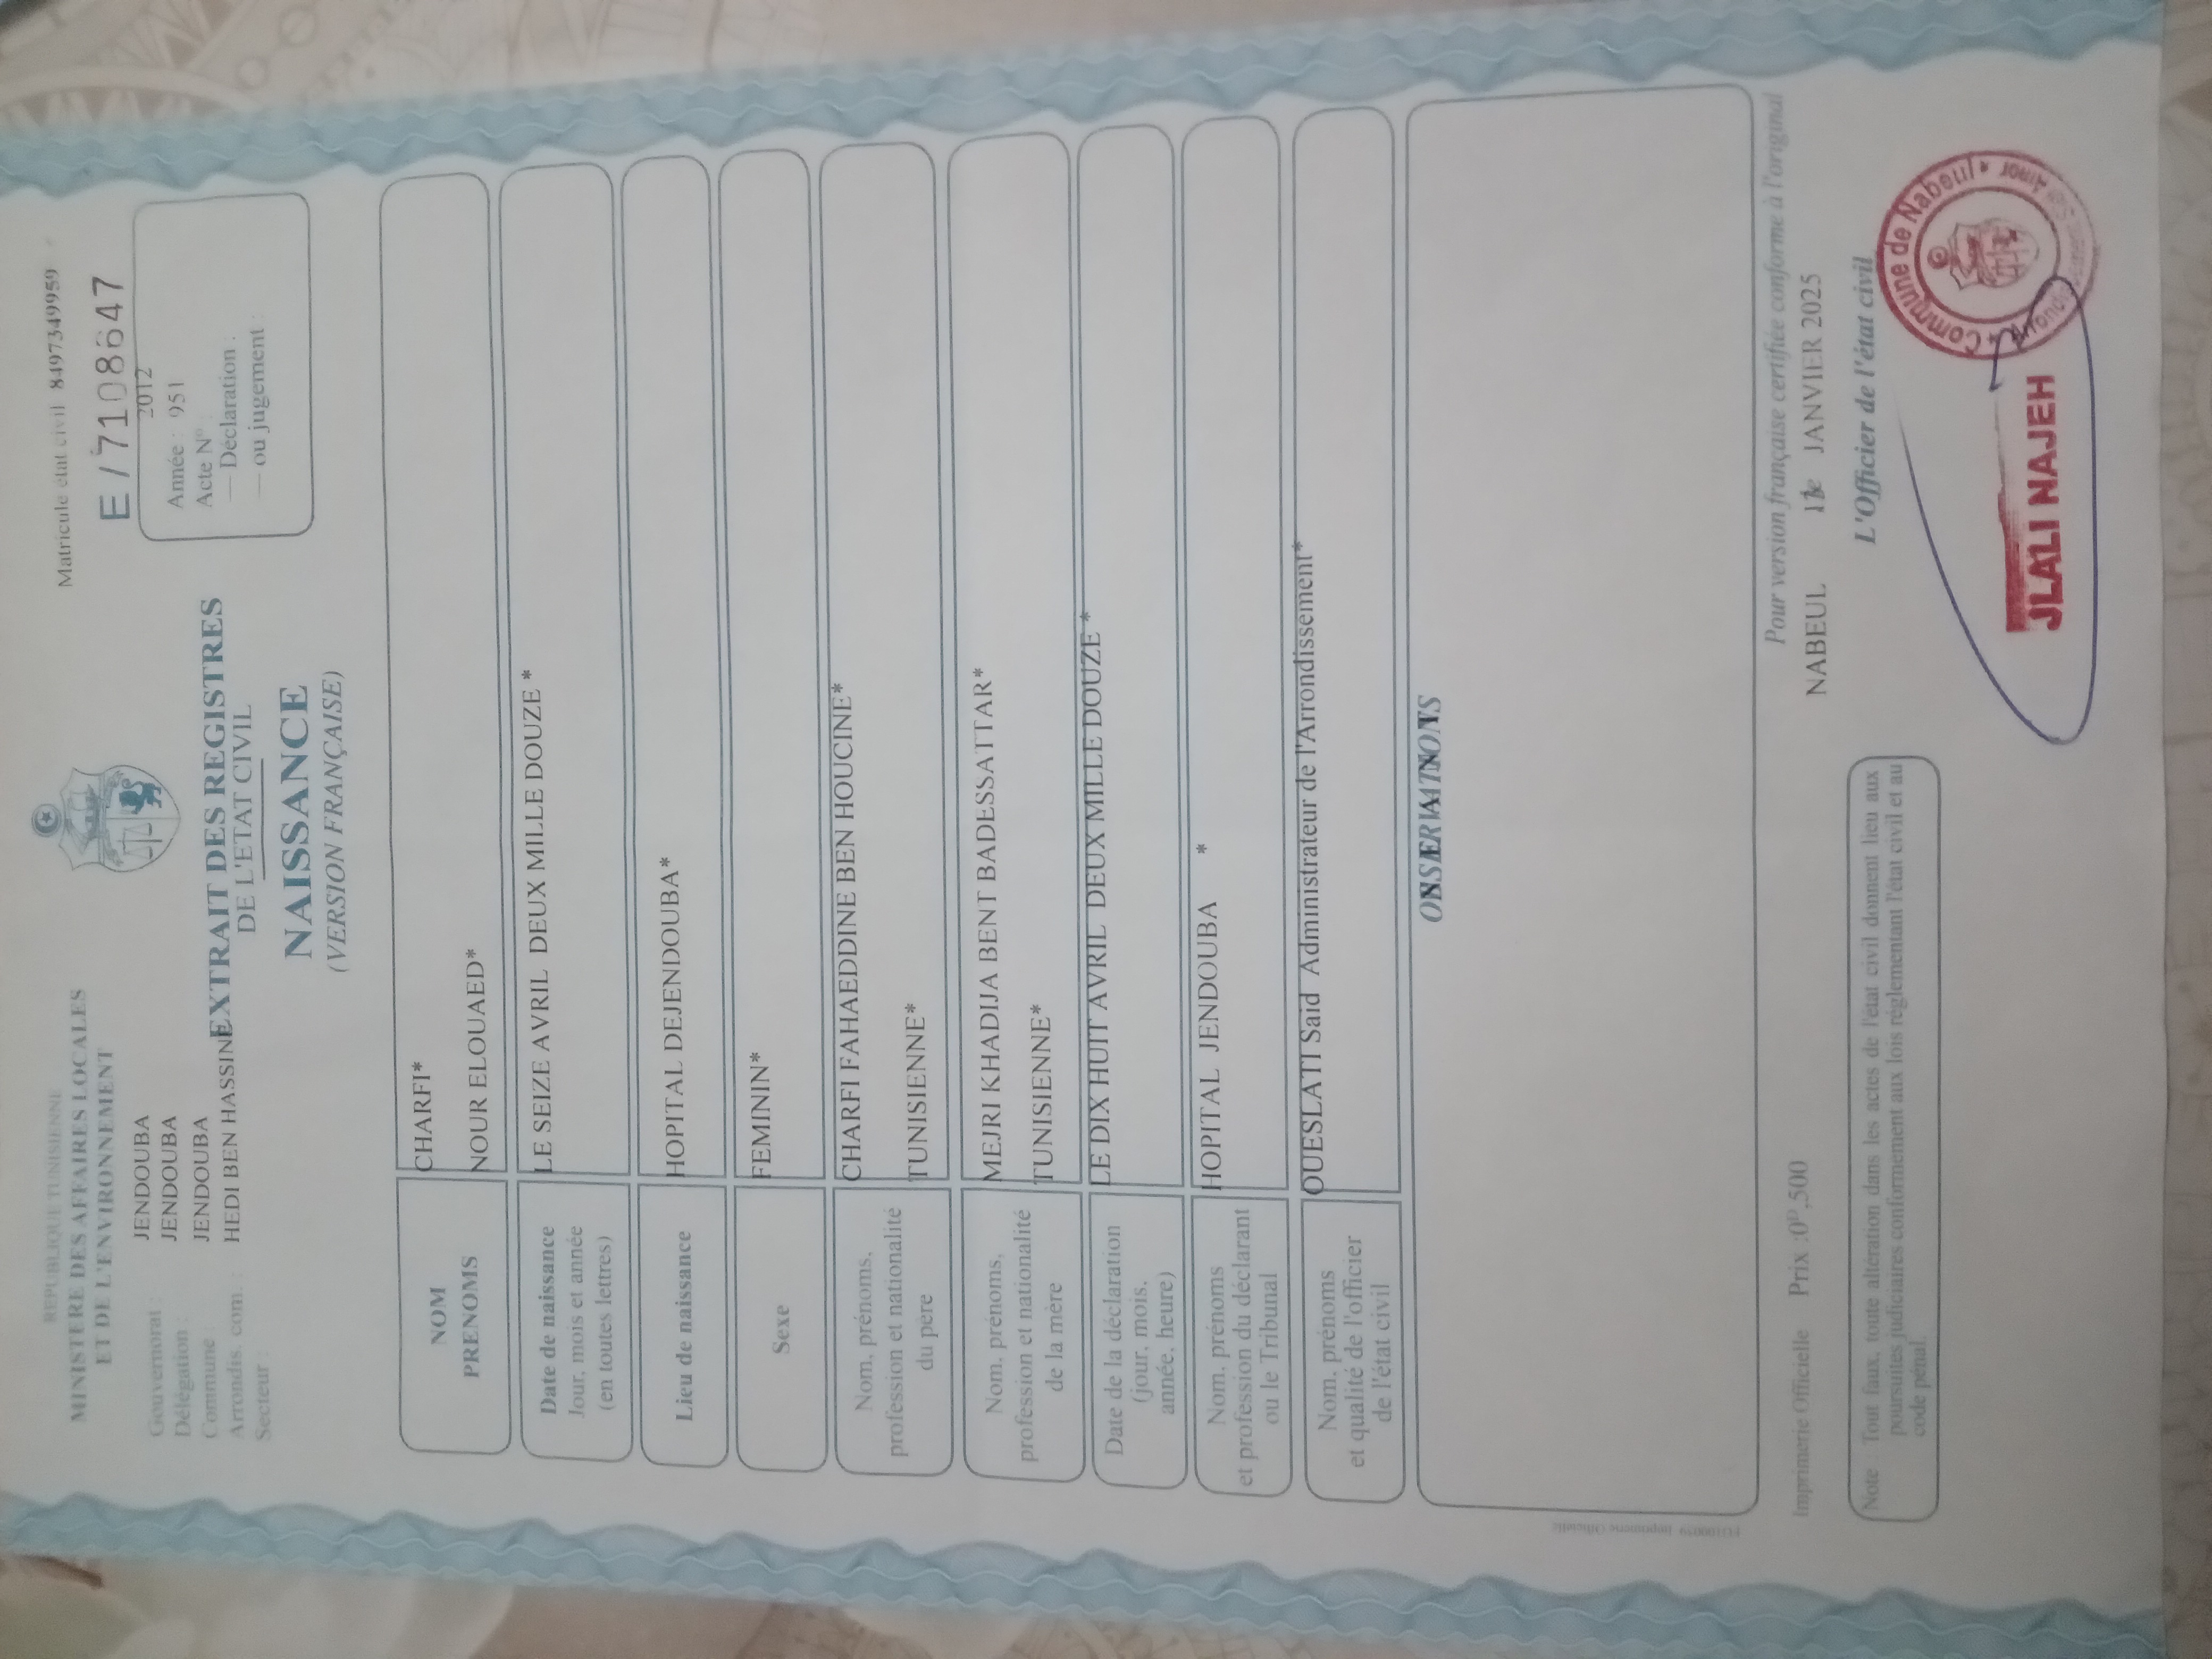 REPUBLIQUE TUNISIENNE
MINISTERE DES AFFAIRES LOCALES
ET DE L'ENVIRONNEMENT
Gouvernorat : JENDOUBA
Délégation : JENDOUBA
Commune JENDOUBA
Arrondis. com. : HEDI BEN HASSINE
Secteur :
Matricule état civil 8497349959
E / 7108647
2012
Année : 951
Acte N°
— Déclaration :
— ou jugement :
EXTRAIT DES REGISTRES
DE L'ETAT CIVIL
NAISSANCE
(VERSION FRANÇAISE)
NOM CHARFI*
PRENOMS NOUR ELOUAED*
Date de naissance
Jour, mois et année
(en toutes lettres)
LE SEIZE AVRIL DEUX MILLE DOUZE *
Lieu de naissance HOPITAL DEJENDOUBA*
Sexe FEMININ*
Nom, prénoms,
profession et nationalité
du père
CHARFI FAHAEDDINE BEN HOUCINE*
TUNISIENNE*
Nom, prénoms,
profession et nationalité
de la mère
MEJRI KHADIJA BENT BADESSATTAR*
TUNISIENNE*
Date de la déclaration
(jour, mois,
année, heure)
LE DIX HUIT AVRIL DEUX MILLE DOUZE *
Nom, prénoms
et profession du déclarant
ou le Tribunal
HOPITAL JENDOUBA *
Nom, prénoms
et qualité de l'officier
de l'état civil
OUESLATI Said Administrateur de l'Arrondissement*
OBSERVATIONS
Imprimerie Officielle Prix :0ᴰ,500
Pour version française certifiée conforme à l'original
NABEUL JANVIER 2025
L'Officier de l'état civil
Commune de Nabeul
JLALI NAJEH
Note : Tout faux, toute altération dans les actes de l'état civil donnent lieu aux
poursuites judiciaires conformement aux lois réglementant l'état civil et au
code pénal.